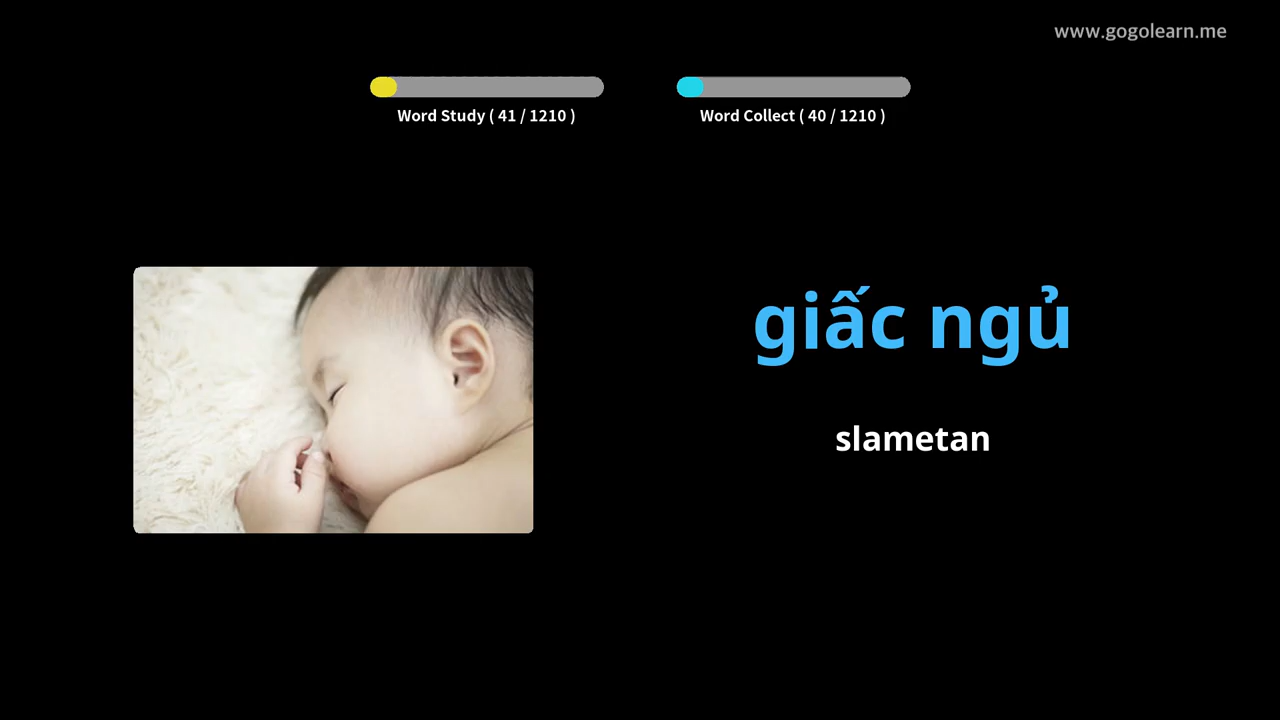 www.gogolearn.me
Word Study ( 41 / 1210 )
Word Collect ( 40 / 1210 )
giấc ngủ
slametan